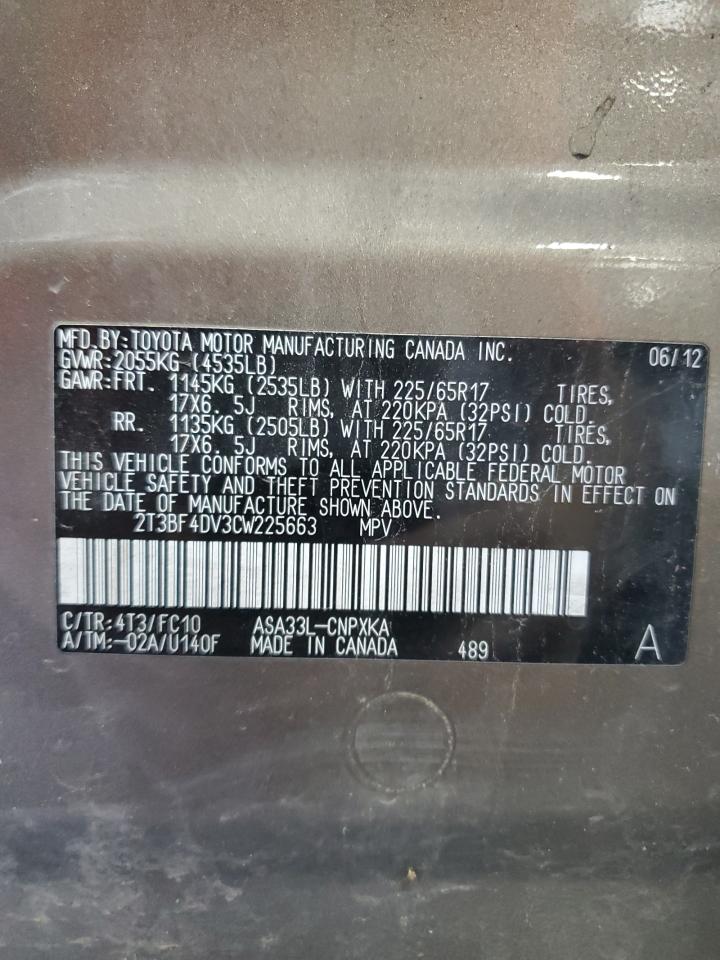 MFD.BY:TOYOTA MOTOR MANUFACTURING CANADA INC. 06/12
GVWR:2055KG (4535LB)
GAWR:FRT. 1145KG (2535LB) WITH 225/65R17 TIRES,
17X6. 5J RIMS, AT 220KPA (32PSI) COLD.
RR. 1135KG (2505LB) WITH 225/65R17 TIRES,
17X6. 5J RIMS, AT 220KPA (32PSI) COLD.
THIS VEHICLE CONFORMS TO ALL APPLICABLE FEDERAL MOTOR
VEHICLE SAFETY AND THEFT PREVENTION STANDARDS IN EFFECT ON
THE DATE OF MANUFACTURE SHOWN ABOVE.
2T3BF4DV3CW225663 MPV
C/TR:4T3/FC10 ASA33L-CNPXKA
A/TM:-02A/U140F MADE IN CANADA 489 A